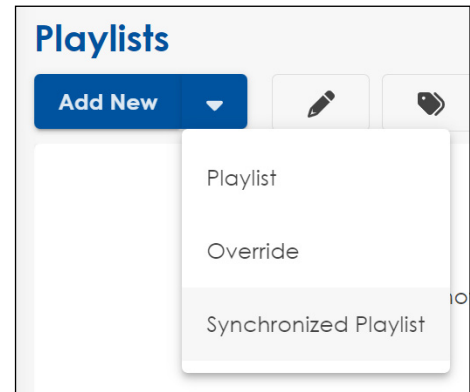 Playlists
Add New
Playlist
Override
Synchronized Playlist